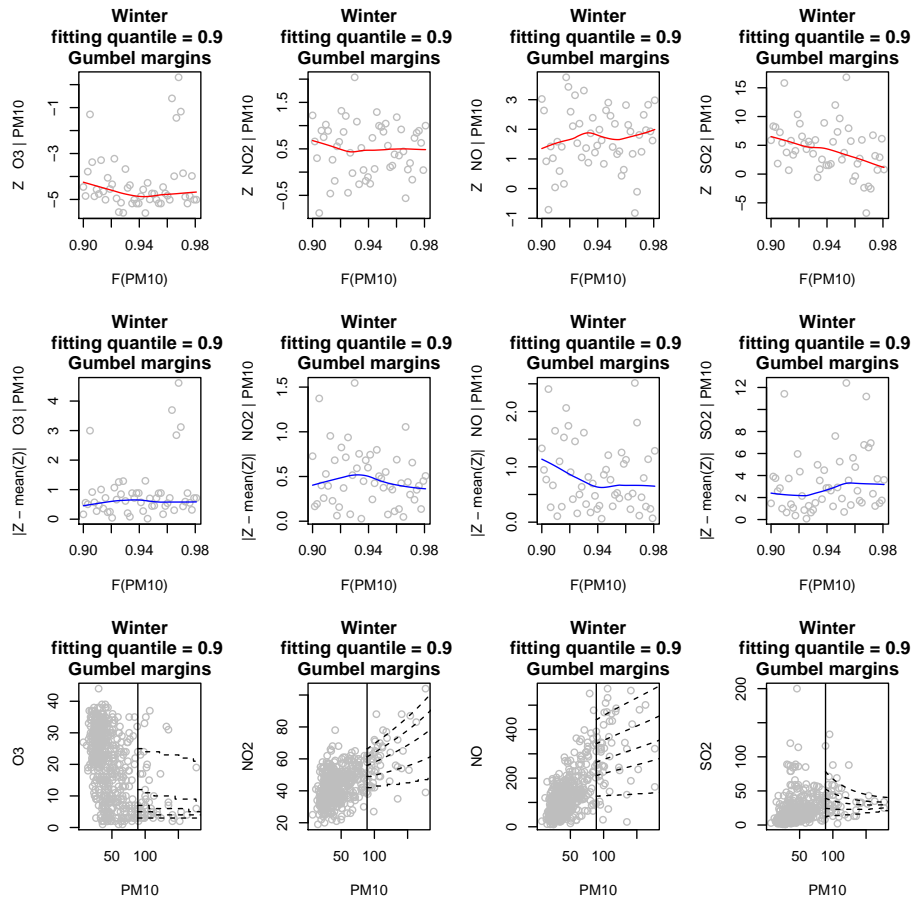 Winter
fitting quantile = 0.9
Gumbel margins
Z O3 | PM10
−5 −3 −1
0.90 0.94 0.98
F(PM10)
Winter
fitting quantile = 0.9
Gumbel margins
Z NO2 | PM10
−0.5 0.5 1.5
0.90 0.94 0.98
F(PM10)
Winter
fitting quantile = 0.9
Gumbel margins
Z NO | PM10
−1 0 1 2 3
0.90 0.94 0.98
F(PM10)
Winter
fitting quantile = 0.9
Gumbel margins
Z SO2 | PM10
−5 0 5 10 15
0.90 0.94 0.98
F(PM10)
Winter
fitting quantile = 0.9
Gumbel margins
|Z − mean(Z)| O3 | PM10
0 1 2 3 4
0.90 0.94 0.98
F(PM10)
Winter
fitting quantile = 0.9
Gumbel margins
|Z − mean(Z)| NO2 | PM10
0.0 0.5 1.0 1.5
0.90 0.94 0.98
F(PM10)
Winter
fitting quantile = 0.9
Gumbel margins
|Z − mean(Z)| NO | PM10
0.0 1.0 2.0
0.90 0.94 0.98
F(PM10)
Winter
fitting quantile = 0.9
Gumbel margins
|Z − mean(Z)| SO2 | PM10
0 2 4 6 8 12
0.90 0.94 0.98
F(PM10)
Winter
fitting quantile = 0.9
Gumbel margins
O3
0 10 20 30 40
50 100
PM10
Winter
fitting quantile = 0.9
Gumbel margins
NO2
20 40 60 80
50 100
PM10
Winter
fitting quantile = 0.9
Gumbel margins
NO
0 200 400
50 100
PM10
Winter
fitting quantile = 0.9
Gumbel margins
SO2
0 50 100 200
50 100
PM10